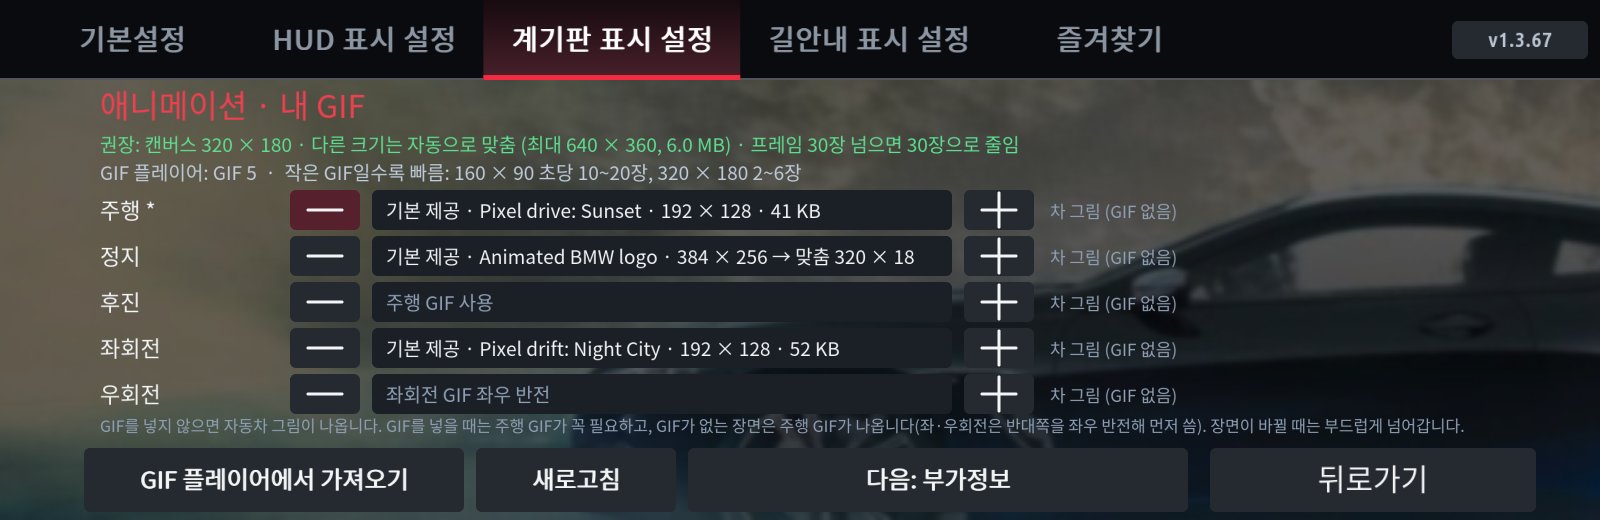 기본설정 HUD 표시 설정 계기판 표시 설정 길안내 표시 설정 즐겨찾기 v1.3.67
애니메이션 · 내 GIF
권장: 캔버스 320 × 180 · 다른 크기는 자동으로 맞춤 (최대 640 × 360, 6.0 MB) · 프레임 30장 넘으면 30장으로 줄임
GIF 플레이어: GIF 5 · 작은 GIF일수록 빠름: 160 × 90 초당 10~20장, 320 × 180 2~6장
주행 * — 기본 제공 · Pixel drive: Sunset · 192 × 128 · 41 KB + 차 그림 (GIF 없음)
정지 — 기본 제공 · Animated BMW logo · 384 × 256 → 맞춤 320 × 18 + 차 그림 (GIF 없음)
후진 — 주행 GIF 사용 + 차 그림 (GIF 없음)
좌회전 — 기본 제공 · Pixel drift: Night City · 192 × 128 · 52 KB + 차 그림 (GIF 없음)
우회전 — 좌회전 GIF 좌우 반전 + 차 그림 (GIF 없음)
GIF를 넣지 않으면 자동차 그림이 나옵니다. GIF를 넣을 때는 주행 GIF가 꼭 필요하고, GIF가 없는 장면은 주행 GIF가 나옵니다(좌·우회전은 반대쪽을 좌우 반전해 먼저 씀). 장면이 바뀔 때는 부드럽게 넘어갑니다.
GIF 플레이어에서 가져오기 새로고침 다음: 부가정보 뒤로가기